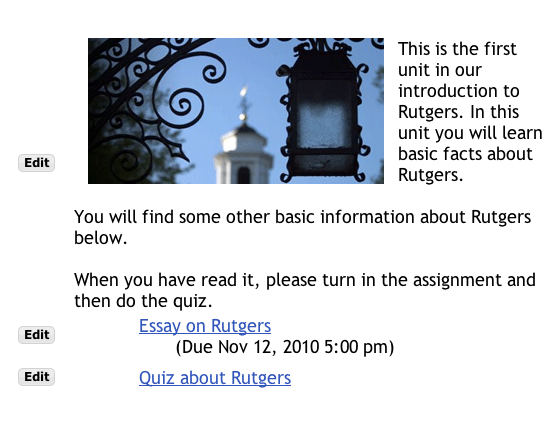 This is the first
unit in our
introduction to
Rutgers. In this
unit you will learn
basic facts about
Rutgers.
Edit
You will find some other basic information about Rutgers
below.
When you have read it, please turn in the assignment and
then do the quiz.
Edit
Essay on Rutgers
(Due Nov 12, 2010 5:00 pm)
Edit
Quiz about Rutgers